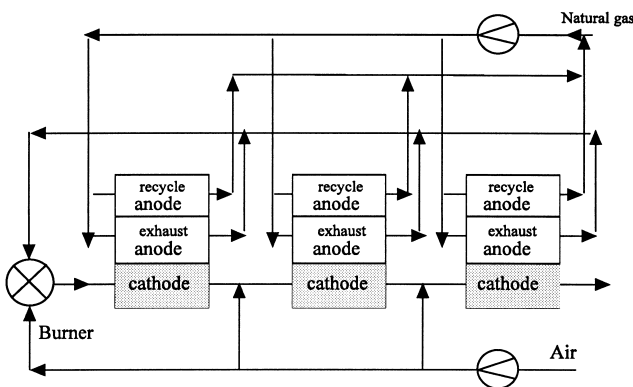 Natural gas
recycle
anode
recycle
anode
recycle
anode
exhaust
anode
exhaust
anode
exhaust
anode
cathode
cathode
cathode
Burner
Air